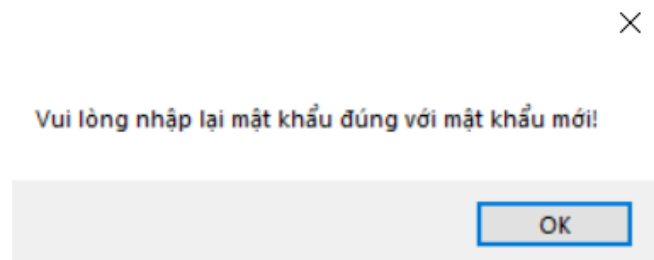 Vui lòng nhập lại mật khẩu đúng với mật khẩu mới!
OK